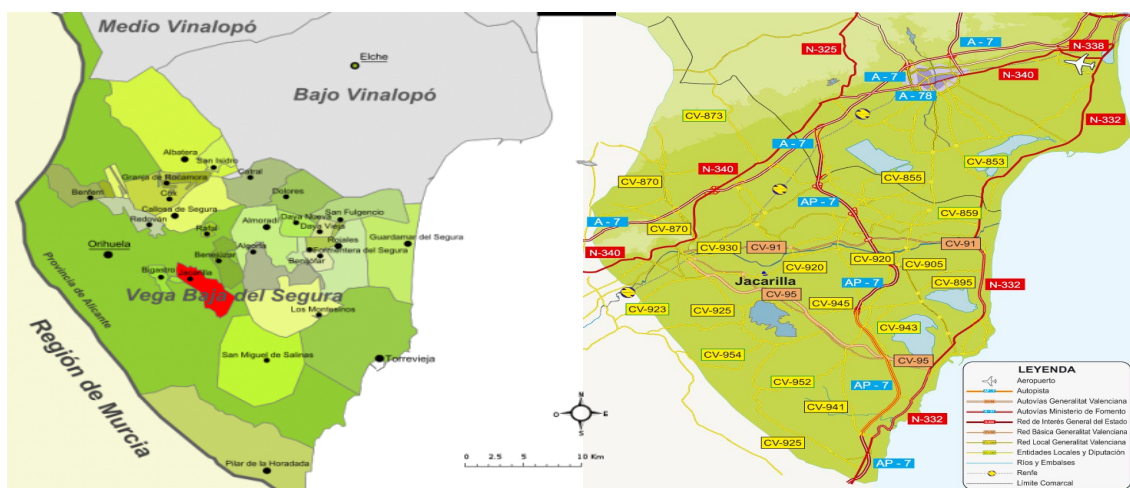 Medio Vinalopó
Elche
Bajo Vinalopó
Albatera
San Isidro
Granja de Rocamora
Catral
Cox
Benferri
Dolores
Callosa de Segura
Redován
Rafal
Almoradí
Daya Nueva
San Fulgencio
Daya Vieja
Rojales
Guardamar del Segura
Orihuela
Algorfa
Formentera del Segura
Benejúzar
Benijófar
Bigastro
Jacarilla
Vega Baja del Segura
Los Montesinos
Provincia de Alicante
San Miguel de Salinas
Torrevieja
Región de Murcia
Pilar de la Horadada
N
O
E
S
0 2.5 5 10 Km
N-325
A - 7
N-338
A - 7
N-340
A - 78
CV-873
N-332
A - 7
CV-853
N-340
CV-855
CV-870
AP - 7
CV-859
A - 7
CV-870
CV-930
CV-91
CV-91
N-340
CV-920
CV-920
CV-905
Jacarilla
CV-895
N-332
CV-95
AP - 7
CV-945
CV-923
CV-925
CV-943
CV-954
CV-95
CV-952
AP - 7
CV-941
N-332
CV-925
AP - 7
LEYENDA
Aeropuerto
Autopista
Autovías Generalitat Valenciana
Autovías Ministerio de Fomento
Red de Interés General del Estado
Red Básica Generalitat Valenciana
Red Local Generalitat Valenciana
Entidades Locales y Diputación
Ríos y Embalses
Renfe
Límite Comarcal